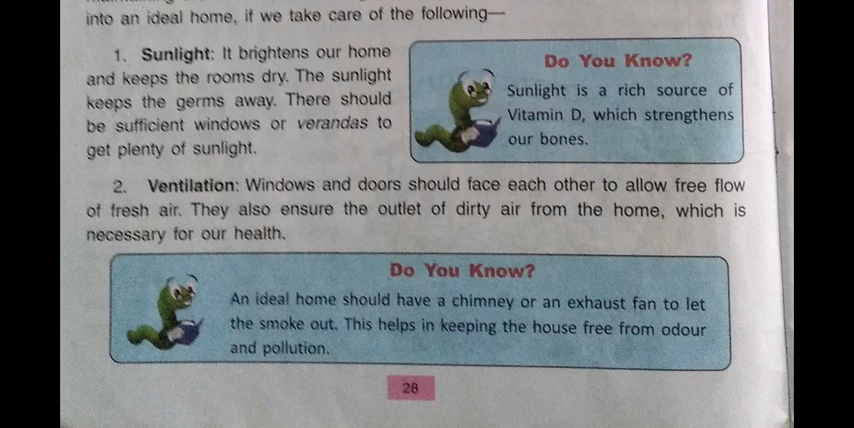 into an ideal home, if we take care of the following—
1. Sunlight: It brightens our home
and keeps the rooms dry. The sunlight
keeps the germs away. There should
be sufficient windows or verandas to
get plenty of sunlight.
Do You Know?
Sunlight is a rich source of
Vitamin D, which strengthens
our bones.
2. Ventilation: Windows and doors should face each other to allow free flow
of fresh air. They also ensure the outlet of dirty air from the home, which is
necessary for our health.
Do You Know?
An ideal home should have a chimney or an exhaust fan to let
the smoke out. This helps in keeping the house free from odour
and pollution.
28